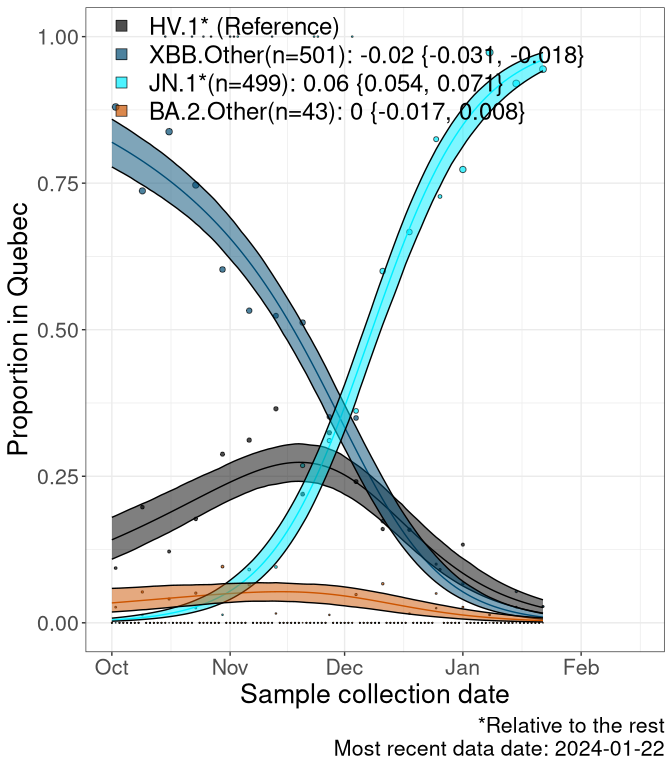 HV.1* (Reference)
XBB.Other(n=501): -0.02 {-0.031, -0.018}
JN.1*(n=499): 0.06 {0.054, 0.071}
BA.2.Other(n=43): 0 {-0.017, 0.008}
1.00
0.75
0.50
0.25
0.00
Proportion in Quebec
Oct Nov Dec Jan Feb
Sample collection date
*Relative to the rest
Most recent data date: 2024-01-22